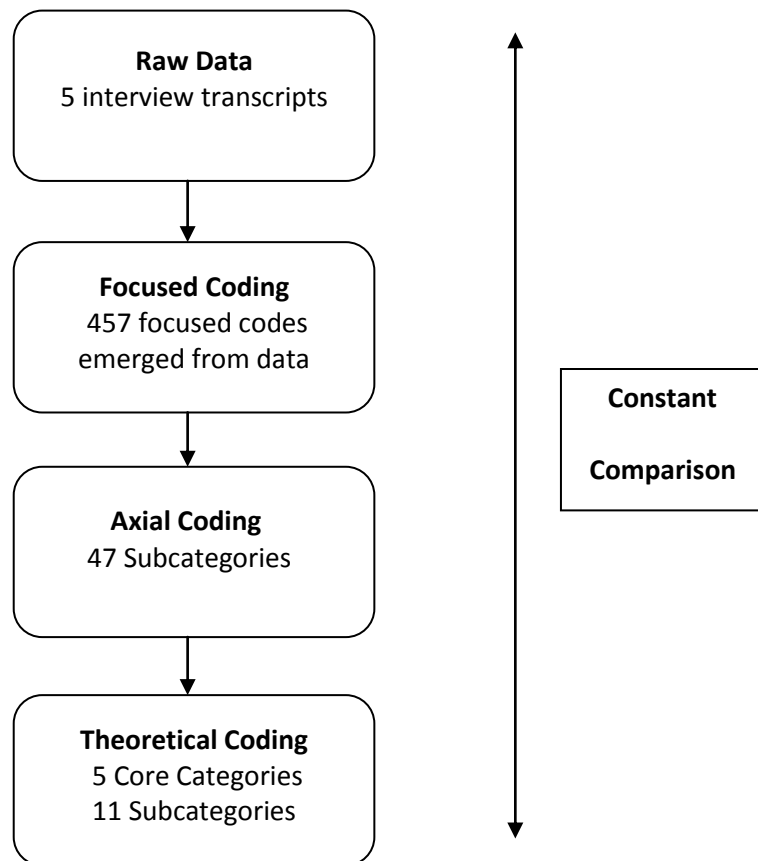 Raw Data
5 interview transcripts
Focused Coding
457 focused codes
emerged from data
Axial Coding
47 Subcategories
Theoretical Coding
5 Core Categories
11 Subcategories
Constant
Comparison